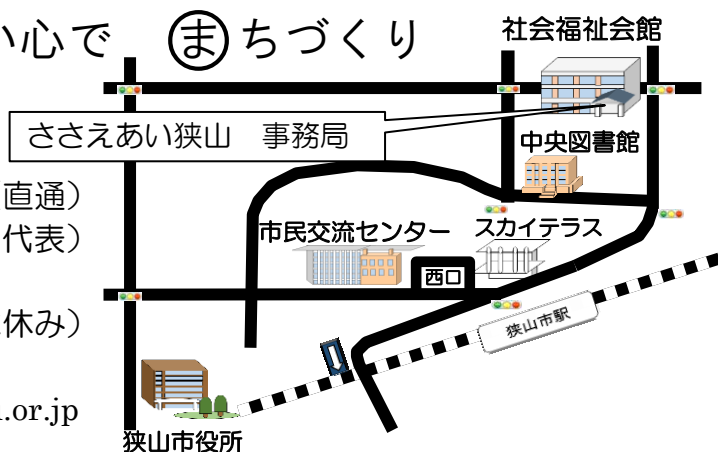 い心で ㋮ちづくり
社会福祉会館
ささえあい狭山 事務局
中央図書館
直通）
代表）
市民交流センター
スカイテラス
西口
休み）
狭山市駅
.or.jp
狭山市役所